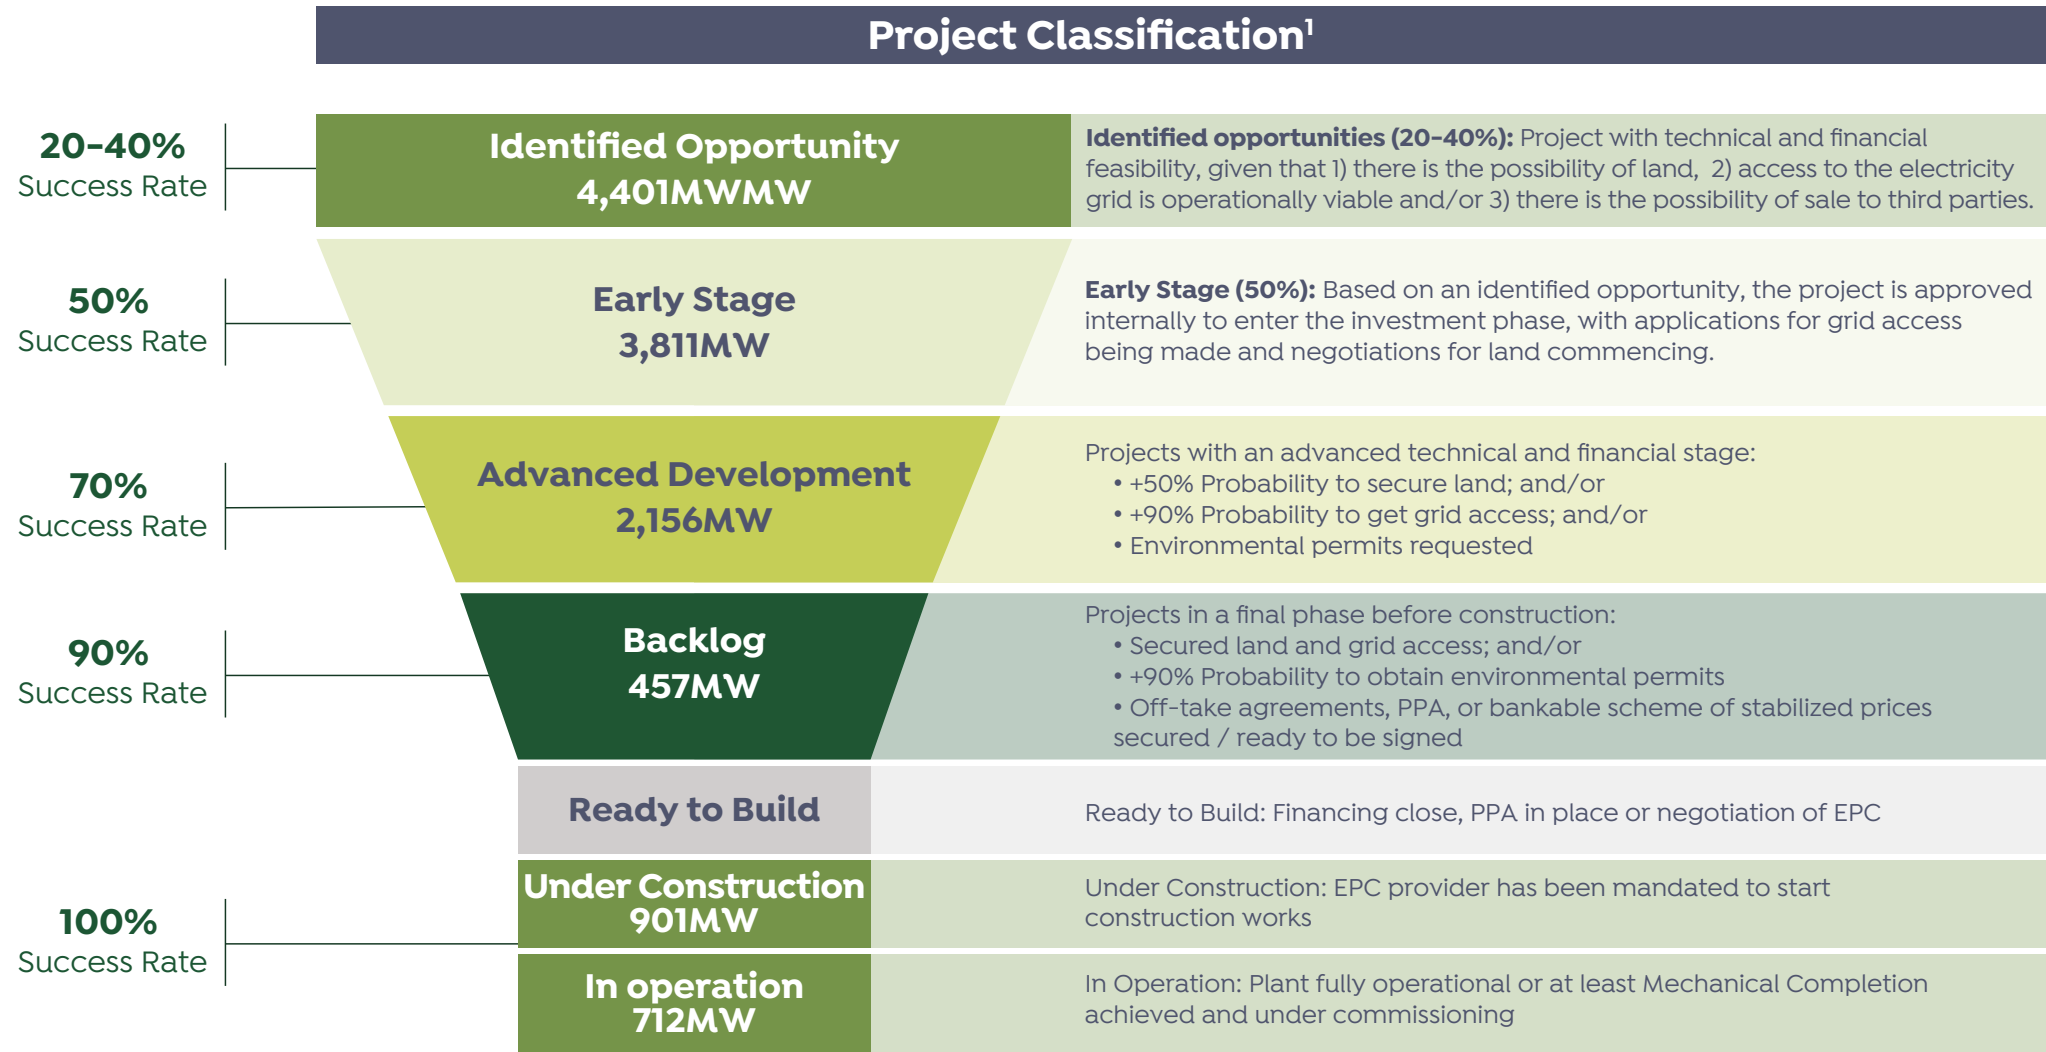 Project Classification¹
20-40%
Success Rate
Identified Opportunity
4,401MWMW
Identified opportunities (20-40%): Project with technical and financial
feasibility, given that 1) there is the possibility of land, 2) access to the electricity
grid is operationally viable and/or 3) there is the possibility of sale to third parties.
50%
Success Rate
Early Stage
3,811MW
Early Stage (50%): Based on an identified opportunity, the project is approved
internally to enter the investment phase, with applications for grid access
being made and negotiations for land commencing.
70%
Success Rate
Advanced Development
2,156MW
Projects with an advanced technical and financial stage:
• +50% Probability to secure land; and/or
• +90% Probability to get grid access; and/or
• Environmental permits requested
90%
Success Rate
Backlog
457MW
Projects in a final phase before construction:
• Secured land and grid access; and/or
• +90% Probability to obtain environmental permits
• Off-take agreements, PPA, or bankable scheme of stabilized prices
secured / ready to be signed
Ready to Build
Ready to Build: Financing close, PPA in place or negotiation of EPC
100%
Success Rate
Under Construction
901MW
Under Construction: EPC provider has been mandated to start
construction works
In operation
712MW
In Operation: Plant fully operational or at least Mechanical Completion
achieved and under commissioning